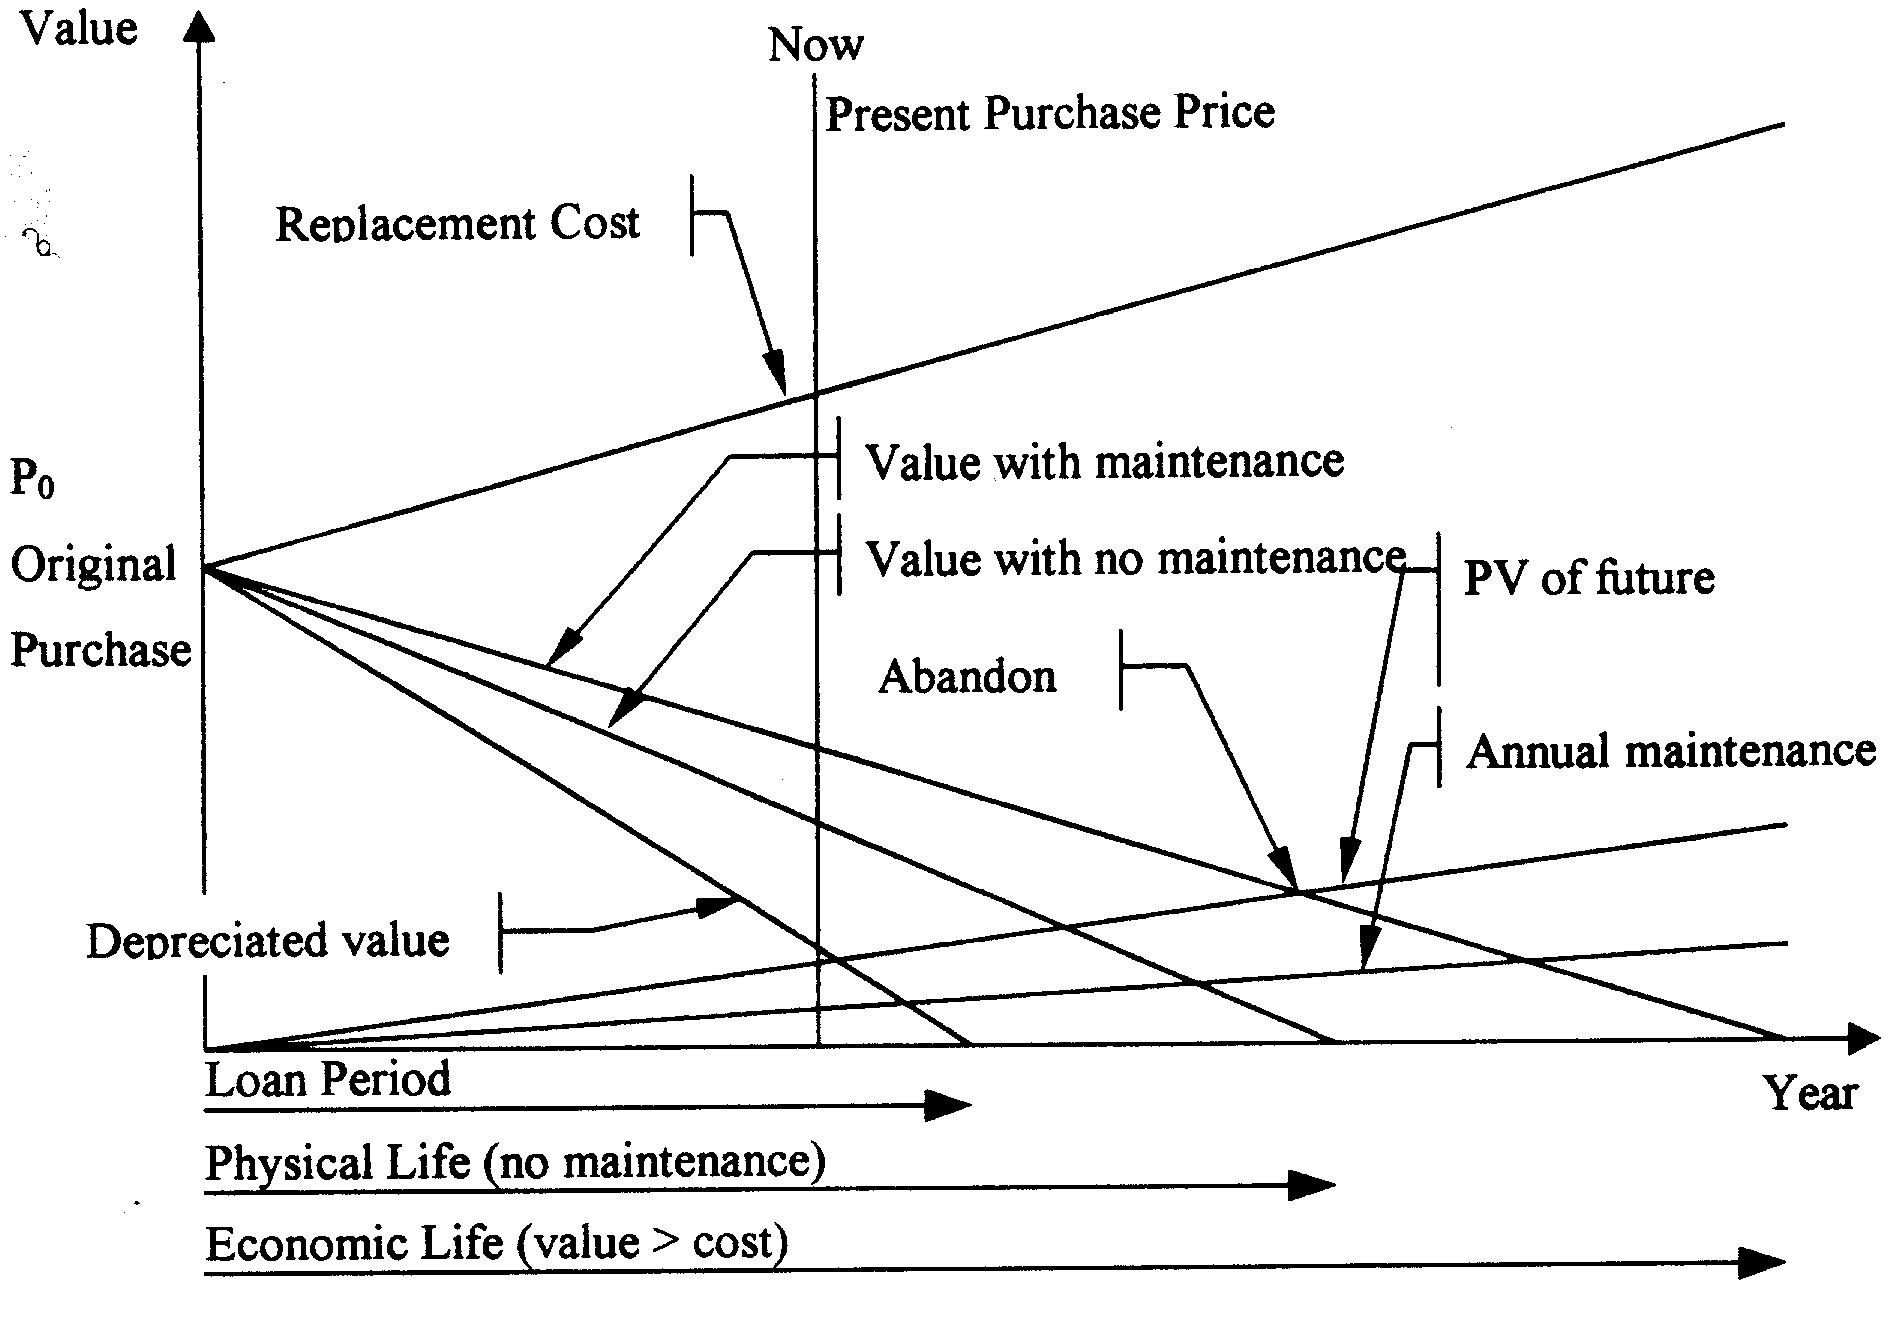 Value
Now
Present Purchase Price
Replacement Cost
P0
Value with maintenance
Original
Value with no maintenance
PV of future
Purchase
Abandon
Annual maintenance
Depreciated value
Loan Period
Year
Physical Life (no maintenance)
Economic Life (value > cost)